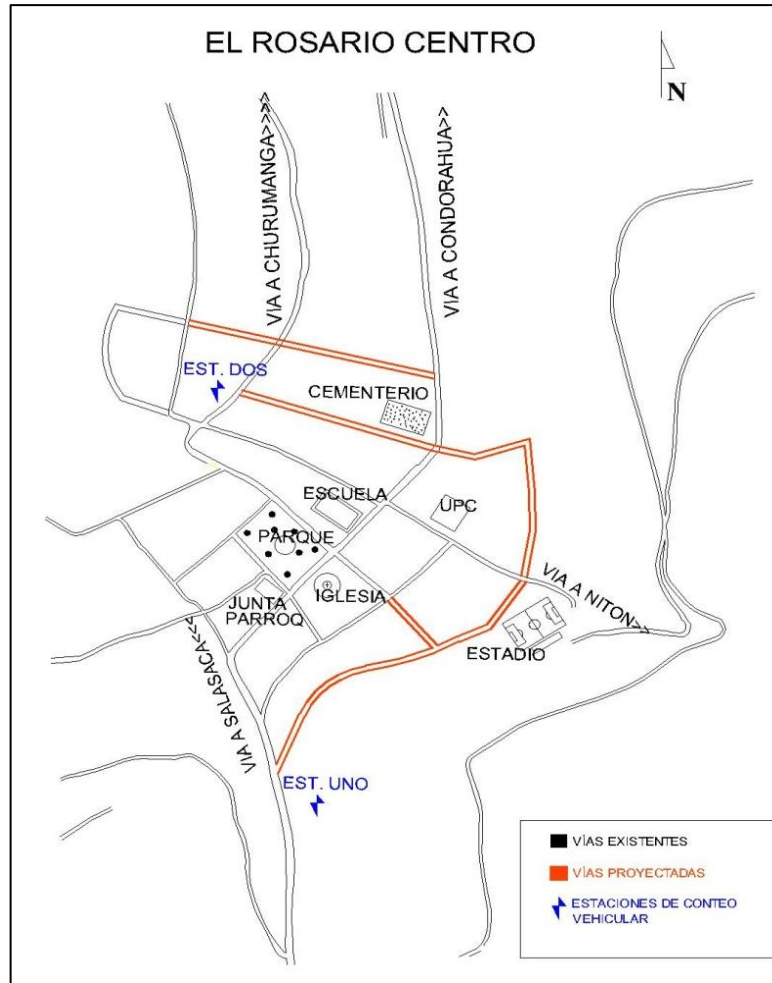 EL ROSARIO CENTRO
N
VIA A CHURUMANGA>>>>
VIA A CONDORAHUA>>
EST. DOS
CEMENTERIO
ESCUELA
UPC
PARQUE
IGLESIA
JUNTA
PARROQ
VIA A NITON>>
ESTADIO
VIA A SALASACA<<<
EST. UNO
VÍAS EXISTENTES
VÍAS PROYECTADAS
ESTACIONES DE CONTEO
VEHICULAR